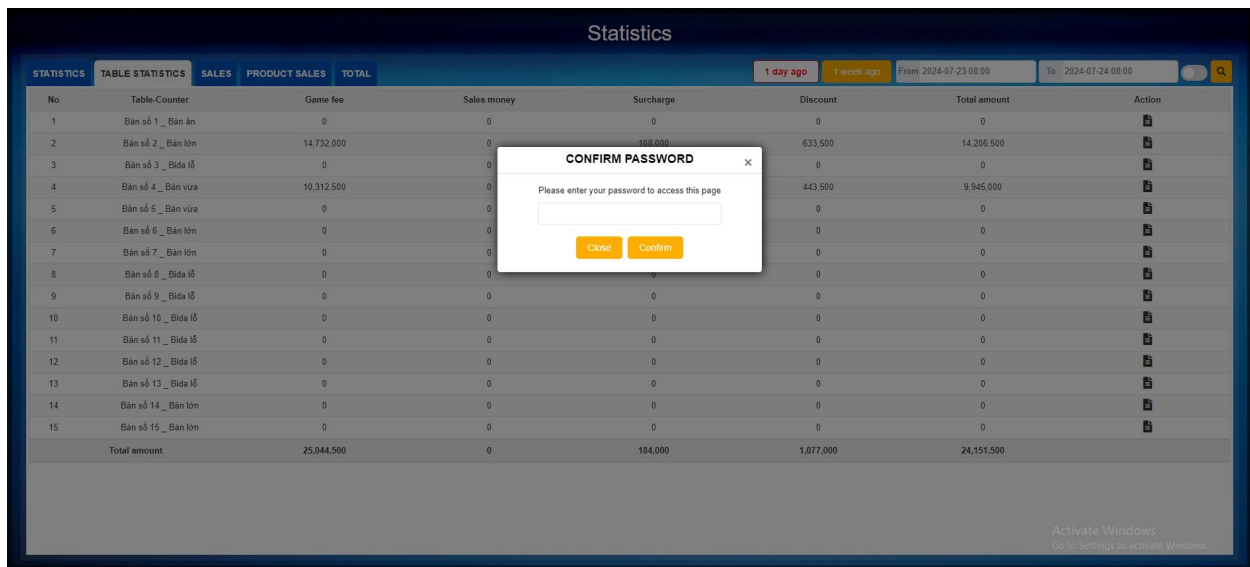 Statistics
STATISTICS TABLE STATISTICS SALES PRODUCT SALES TOTAL 1 day ago 1 week ago From 2024-07-23 08:00 To 2024-07-24 08:00
No Table-Counter Game fee Sales money Surcharge Discount Total amount Action
1 Bàn số 1 _ Bàn ăn 0 0 0 0 0
2 Bàn số 2 _ Bàn lớn 14,732,000 0 108,000 633,500 14,206,500
3 Bàn số 3 _ Bida lỗ 0 0 0 0
4 Bàn số 4 _ Bàn vừa 10,312,500 0 443,500 9,945,000
5 Bàn số 5 _ Bàn vừa 0 0 0 0
6 Bàn số 6 _ Bàn lớn 0 0 0 0
7 Bàn số 7 _ Bàn lớn 0 0 0 0
8 Bàn số 8 _ Bida lỗ 0 0 0 0 0
9 Bàn số 9 _ Bida lỗ 0 0 0 0 0
10 Bàn số 10 _ Bida lỗ 0 0 0 0 0
11 Bàn số 11 _ Bida lỗ 0 0 0 0 0
12 Bàn số 12 _ Bida lỗ 0 0 0 0 0
13 Bàn số 13 _ Bida lỗ 0 0 0 0 0
14 Bàn số 14 _ Bàn lớn 0 0 0 0 0
15 Bàn số 15 _ Bàn lớn 0 0 0 0 0
Total amount 25,044,500 0 184,000 1,077,000 24,151,500
CONFIRM PASSWORD ×
Please enter your password to access this page
Close Confirm
Activate Windows
Go to Settings to activate Windows.